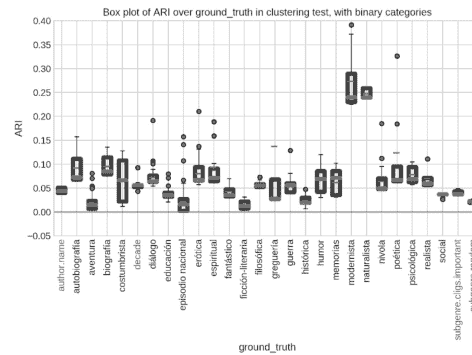 Box plot of ARI over ground_truth in clustering test, with binary categories
ARI
0.40
0.35
0.30
0.25
0.20
0.15
0.10
0.05
0.00
−0.05
author.name
autobiografía
aventura
biografía
costumbrista
decade
diálogo
educación
episodio nacional
erótica
espiritual
fantástico
ficción-literaria
filosófica
greguería
guerra
histórica
humor
memorias
modernista
naturalista
nivola
poética
psicológica
realista
social
subgenre.cligs.important
ground_truth